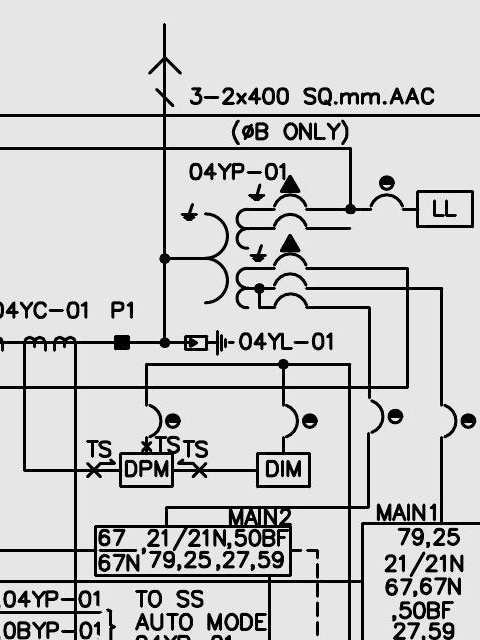 3-2x400 SQ.mm.AAC
(øB ONLY)
04YP-01
LL
04YC-01 P1
04YL-01
TS TS TS
DPM DIM
MAIN2
MAIN1
67 ,21/21N,50BF
67N 79,25,27,59
79,25
21/21N
67,67N
,50BF
27,59
,04YP-01
TO SS
0BYP-01
AUTO MODE
04YP-01